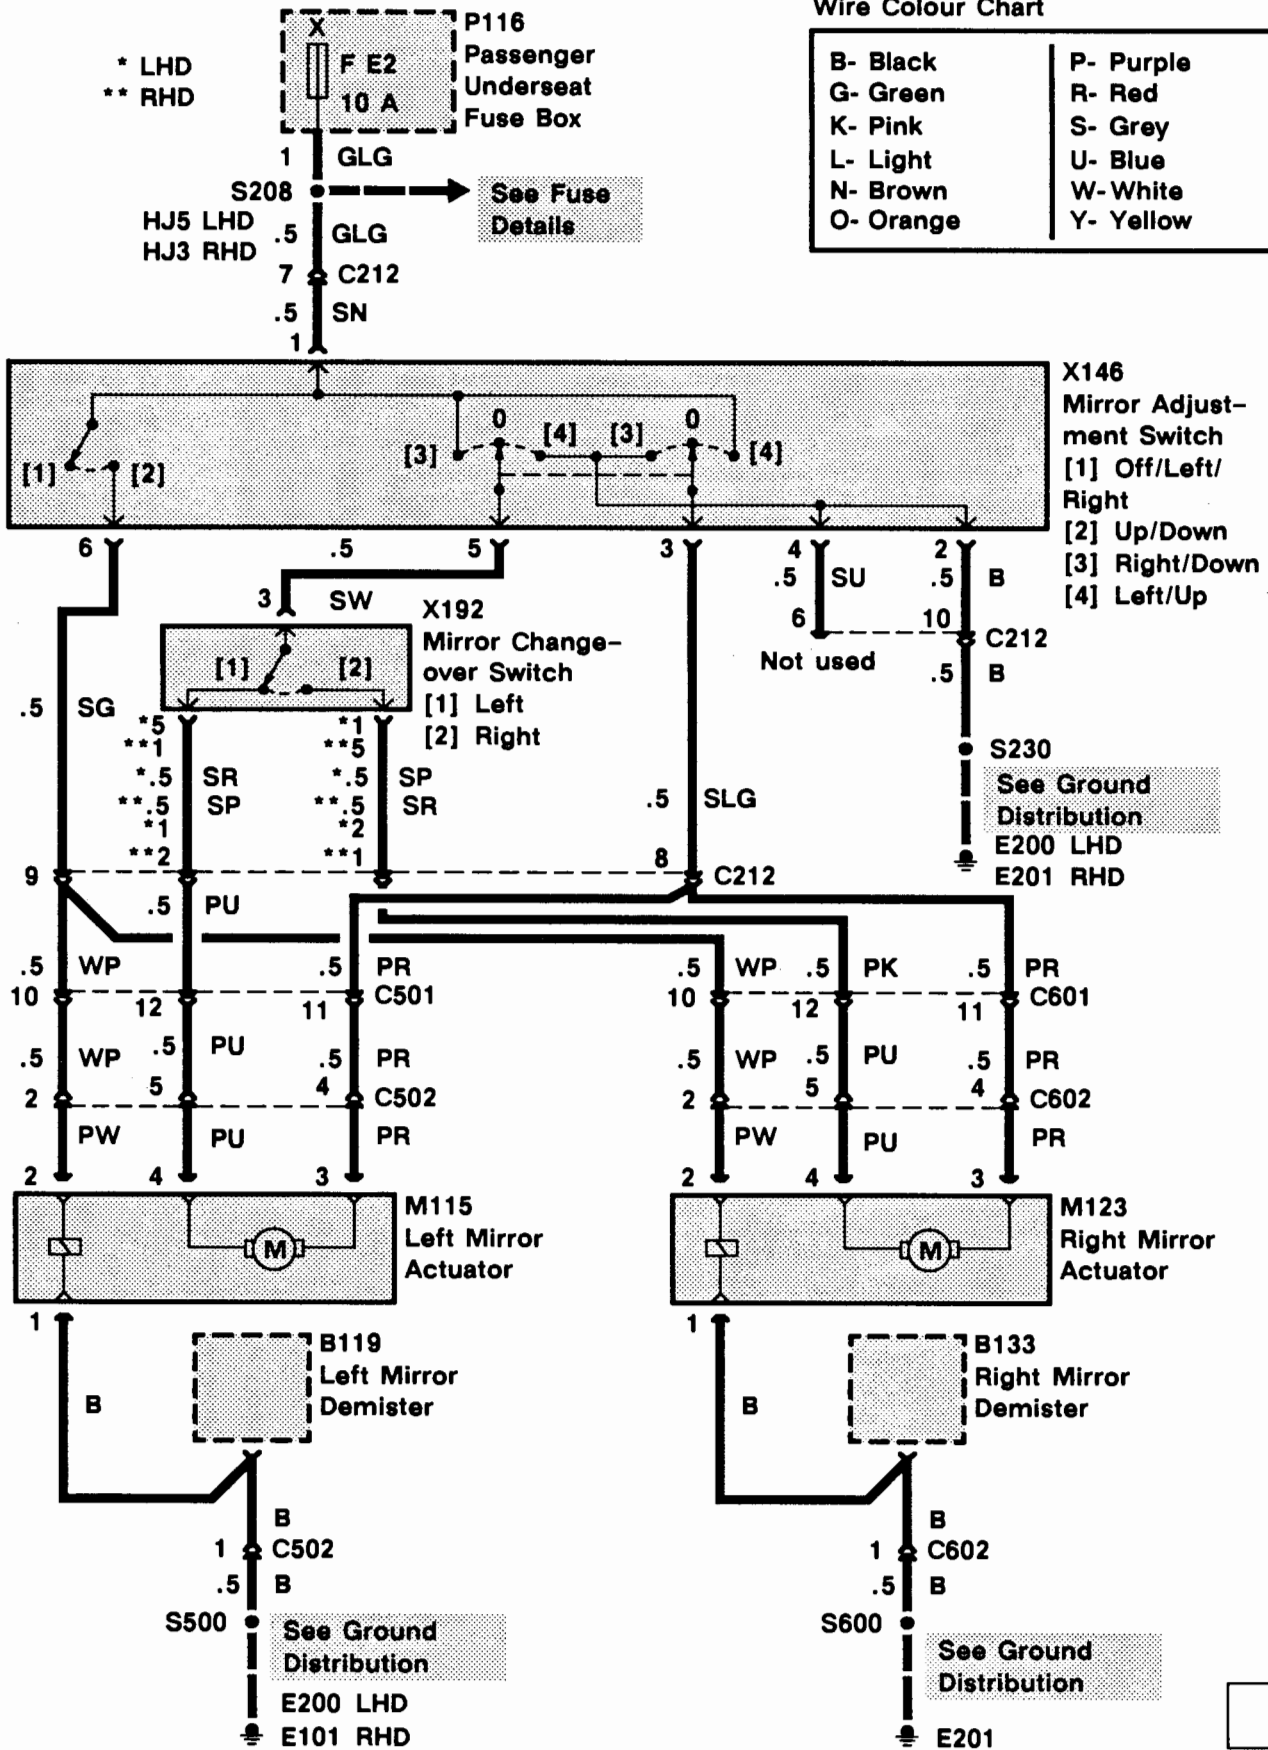 Wire Colour Chart
B- Black
G- Green
K- Pink
L- Light
N- Brown
O- Orange
P- Purple
R- Red
S- Grey
U- Blue
W- White
Y- Yellow
* LHD
** RHD
X
F E2
10 A
P116
Passenger
Underseat
Fuse Box
1 GLG
S208
See Fuse
Details
HJ5 LHD
HJ3 RHD
.5 GLG
7 C212
.5 SN
1
X146
Mirror Adjust-
ment Switch
[1] Off/Left/
Right
[2] Up/Down
[3] Right/Down
[4] Left/Up
0 0
[3] [4] [3] [4]
[1] [2]
6 .5 5 3 4 2
.5 SU .5 B
3 SW
6 10 C212
Not used
.5 B
X192
Mirror Change-
over Switch
[1] Left
[2] Right
[1] [2]
.5 SG
*5 *1
**1 **5
*.5 SR *.5 SP
**.5 SP **.5 SR
*1 *2
**2 **1
.5 SLG
S230
See Ground
Distribution
E200 LHD
E201 RHD
9 8 C212
.5 PU
.5 WP .5 PR .5 WP .5 PK .5 PR
10 12 11 C501 10 12 11 C601
.5 WP .5 PU .5 PR .5 WP .5 PU .5 PR
2 5 4 C502 2 5 4 C602
PW PU PR PW PU PR
2 4 3 2 4 3
M
M115
Left Mirror
Actuator
M
M123
Right Mirror
Actuator
1 1
B119
Left Mirror
Demister
B133
Right Mirror
Demister
B B
B B
1 C502 1 C602
.5 B .5 B
S500
See Ground
Distribution
E200 LHD
E101 RHD
S600
See Ground
Distribution
E201